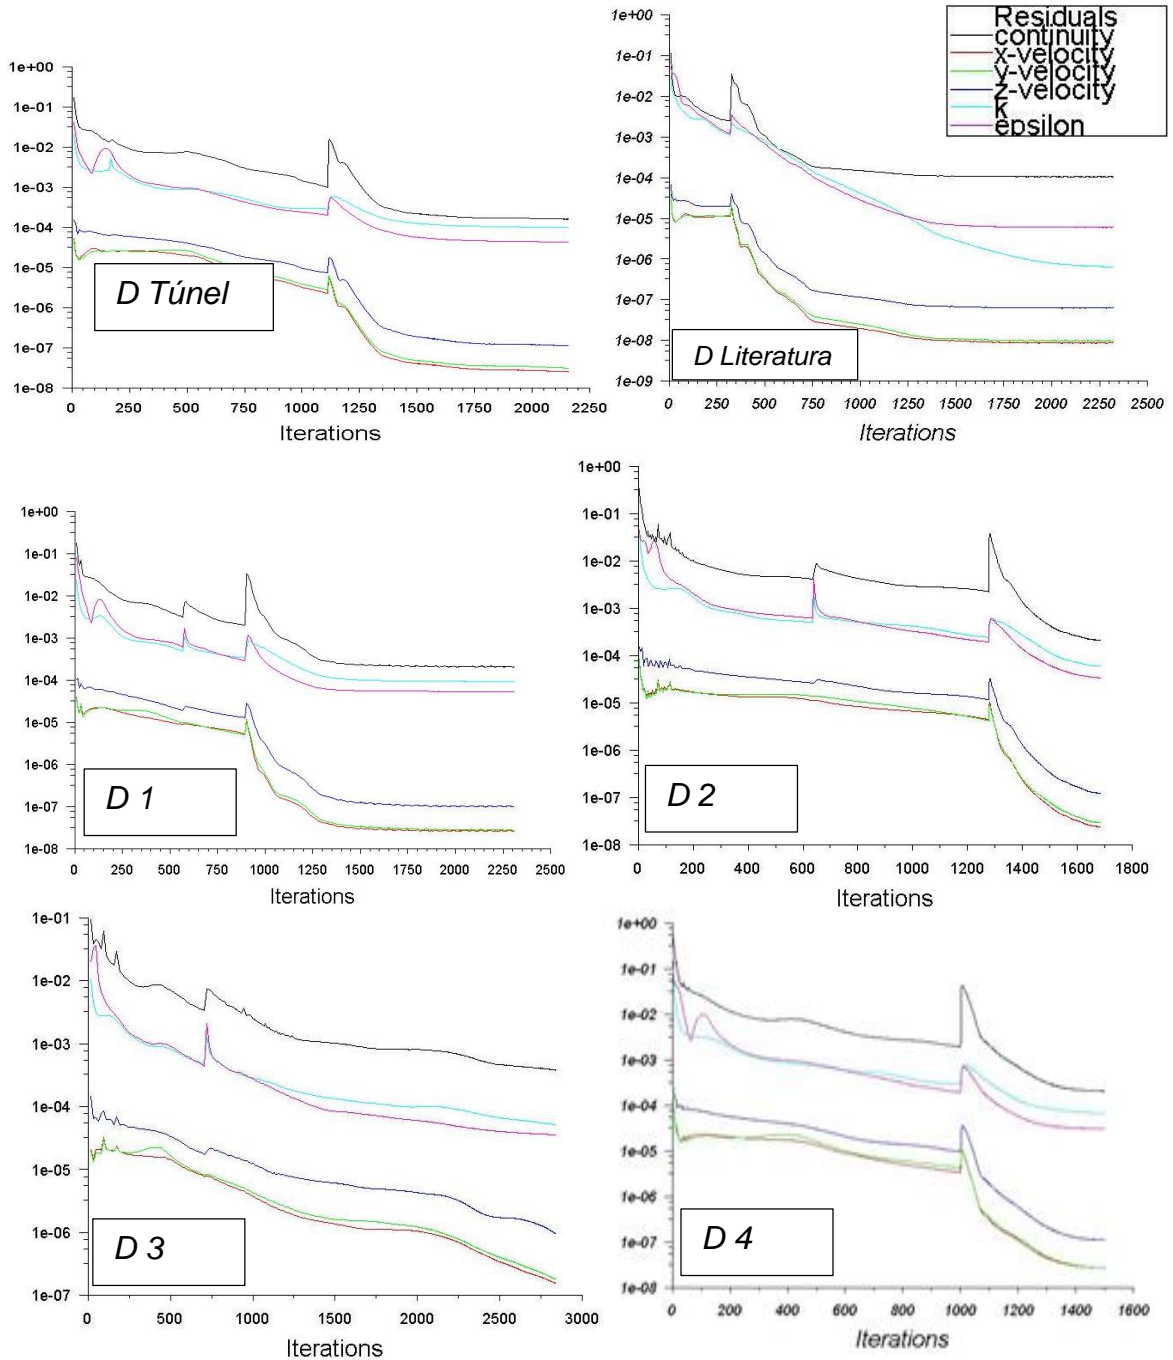 1e+00
1e-01
1e-02
1e-03
1e-04
1e-05
1e-06
1e-07
1e-08
D Túnel
0 250 500 750 1000 1250 1500 1750 2000 2250
Iterations
Residuals
continuity
x-velocity
y-velocity
z-velocity
k
epsilon
1e+00
1e-01
1e-02
1e-03
1e-04
1e-05
1e-06
1e-07
1e-08
1e-09
D Literatura
0 250 500 750 1000 1250 1500 1750 2000 2250 2500
Iterations
1e+00
1e-01
1e-02
1e-03
1e-04
1e-05
1e-06
1e-07
1e-08
D 1
0 250 500 750 1000 1250 1500 1750 2000 2250 2500
Iterations
1e+00
1e-01
1e-02
1e-03
1e-04
1e-05
1e-06
1e-07
1e-08
D 2
0 200 400 600 800 1000 1200 1400 1600 1800
Iterations
1e-01
1e-02
1e-03
1e-04
1e-05
1e-06
1e-07
D 3
0 500 1000 1500 2000 2500 3000
Iterations
1e+00
1e-01
1e-02
1e-03
1e-04
1e-05
1e-06
1e-07
1e-08
D 4
0 200 400 600 800 1000 1200 1400 1600
Iterations